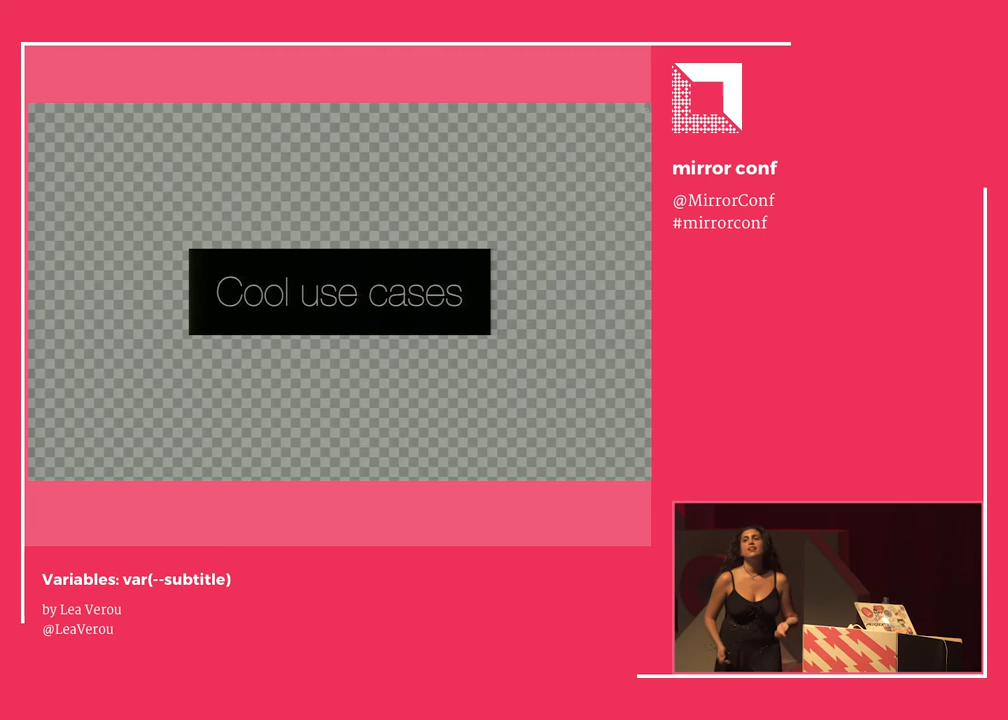 Cool use cases
mirror conf
@MirrorConf
#mirrorconf
Variables: var(--subtitle)
by Lea Verou
@LeaVerou